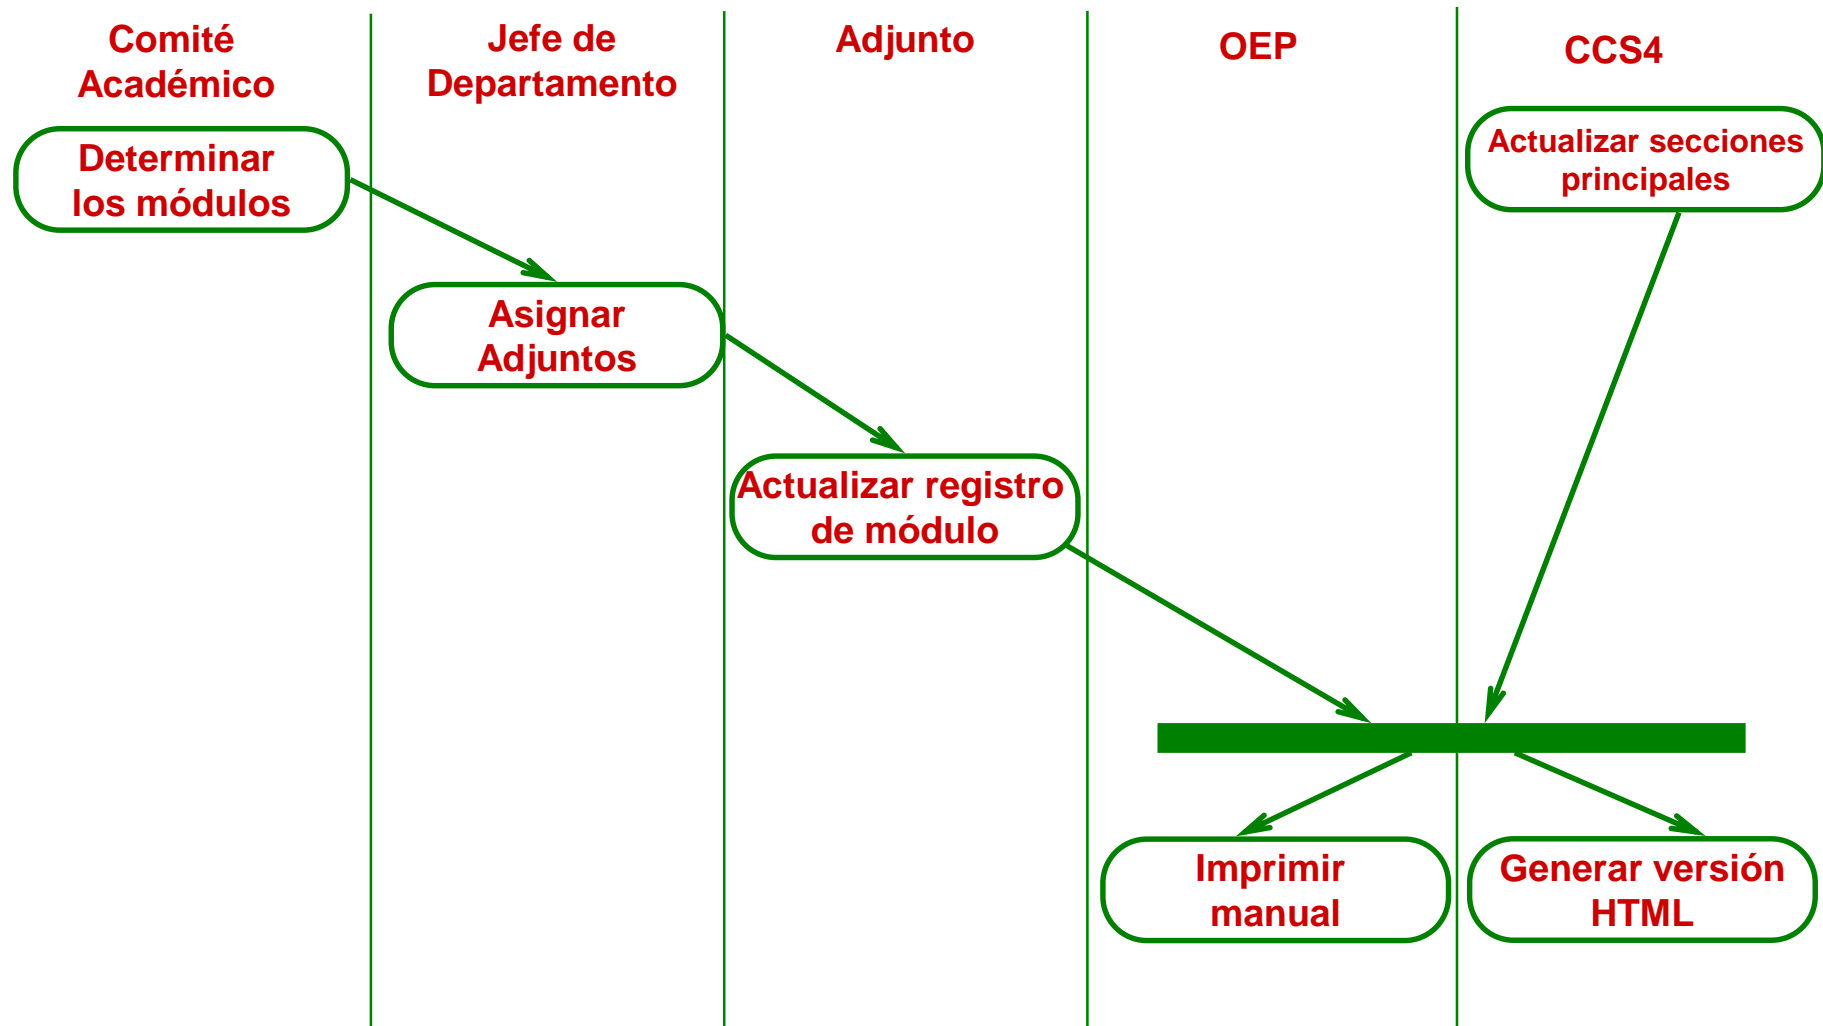 Comité
Académico
Jefe de
Departamento
Adjunto
OEP
CCS4
Determinar
los módulos
Actualizar secciones
principales
Asignar
Adjuntos
Actualizar registro
de módulo
Imprimir
manual
Generar versión
HTML